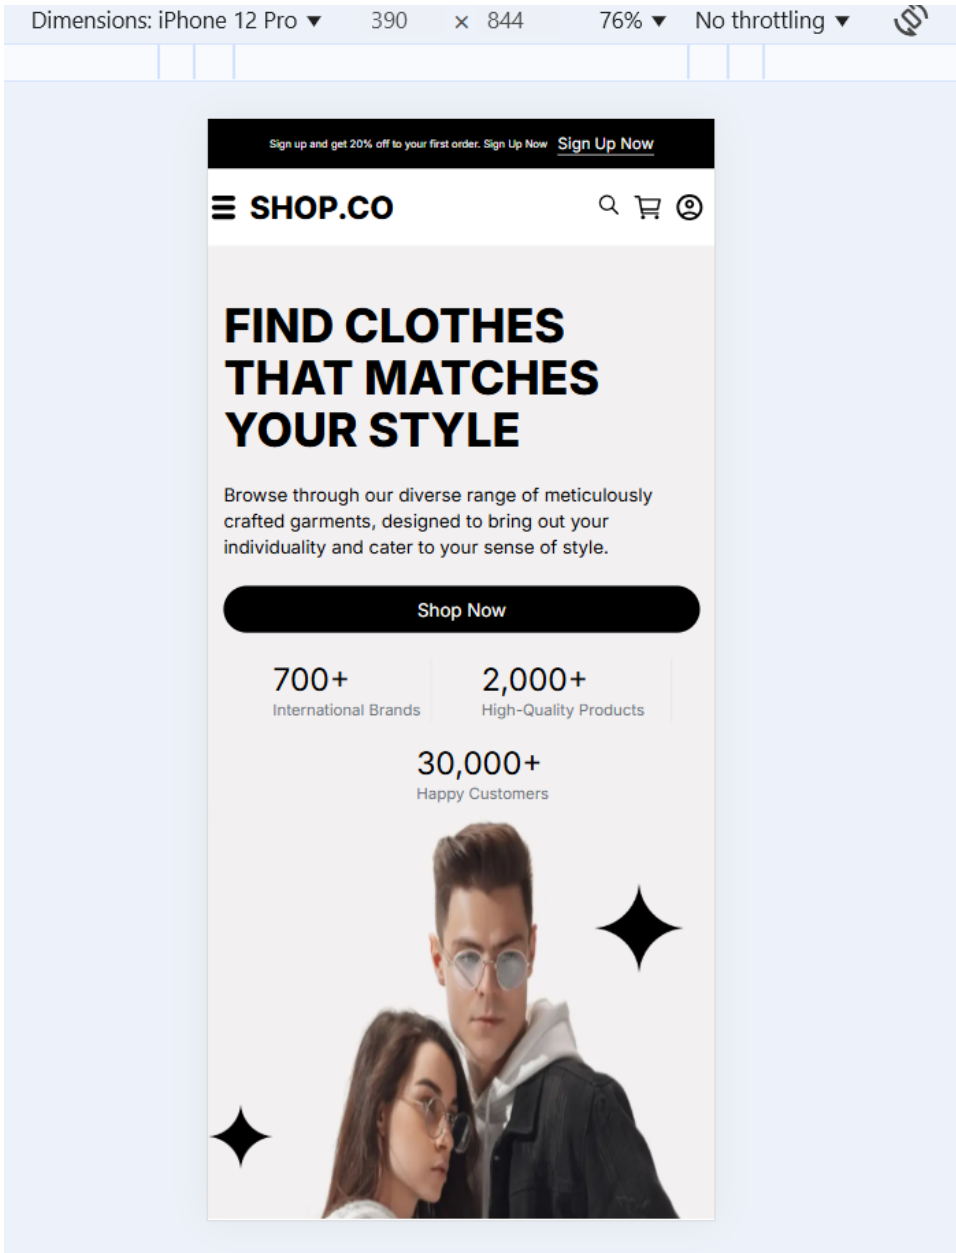 Dimensions: iPhone 12 Pro ▼ 390 × 844 76% ▼ No throttling ▼
Sign up and get 20% off to your first order. Sign Up Now Sign Up Now
SHOP.CO
FIND CLOTHES
THAT MATCHES
YOUR STYLE
Browse through our diverse range of meticulously
crafted garments, designed to bring out your
individuality and cater to your sense of style.
Shop Now
700+ 2,000+
International Brands High-Quality Products
30,000+
Happy Customers